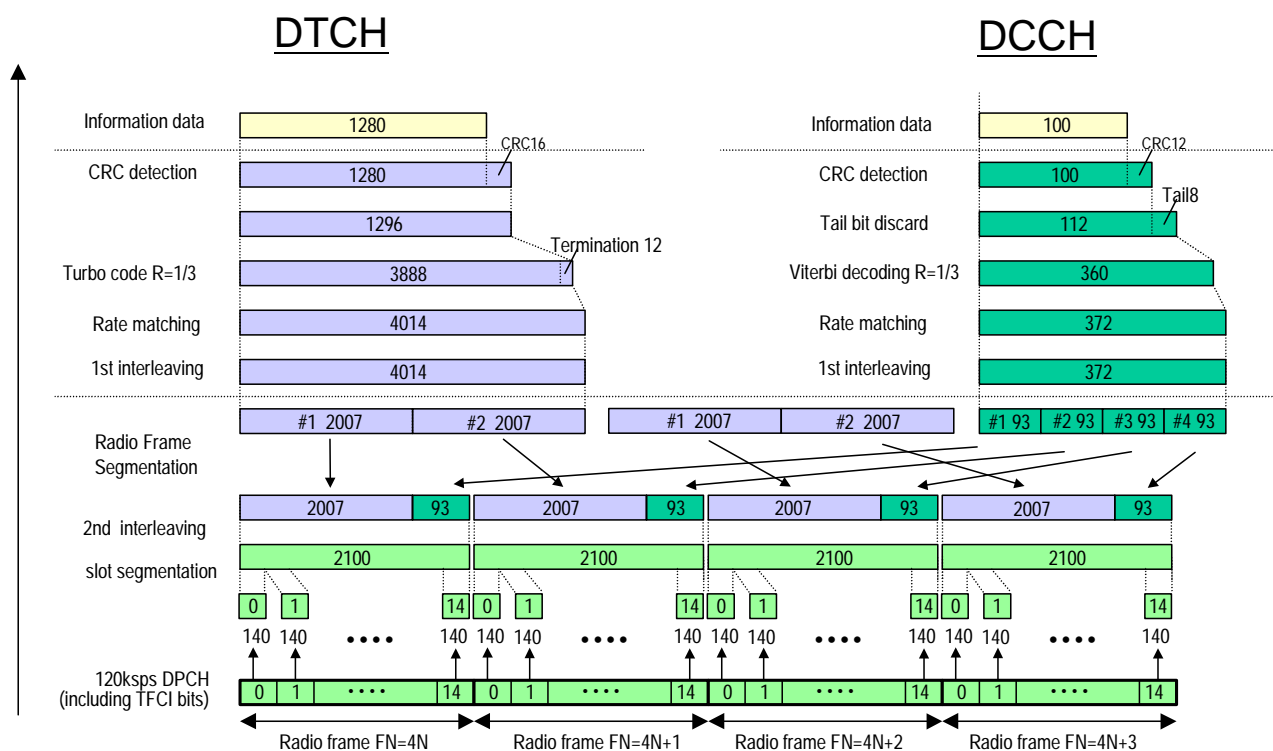 DTCH DCCH
Information data 1280 Information data 100
CRC16 CRC12
CRC detection 1280 CRC detection 100
Tail8
1296 Tail bit discard 112
Termination 12
Turbo code R=1/3 3888 Viterbi decoding R=1/3 360
Rate matching 4014 Rate matching 372
1st interleaving 4014 1st interleaving 372
#1 2007 #2 2007 #1 2007 #2 2007 #1 93 #2 93 #3 93 #4 93
Radio Frame
Segmentation
2007 93 2007 93 2007 93 2007 93
2nd interleaving
2100 2100 2100 2100
slot segmentation
0 1 14 0 1 14 0 1 14 0 1 14
140 140 •••• 140 140 140 •••• 140 140 140 •••• 140 140 140 •••• 140
120ksps DPCH
(including TFCI bits)
0 1 •••• 14 0 1 •••• 14 0 1 •••• 14 0 1 •••• 14
Radio frame FN=4N Radio frame FN=4N+1 Radio frame FN=4N+2 Radio frame FN=4N+3